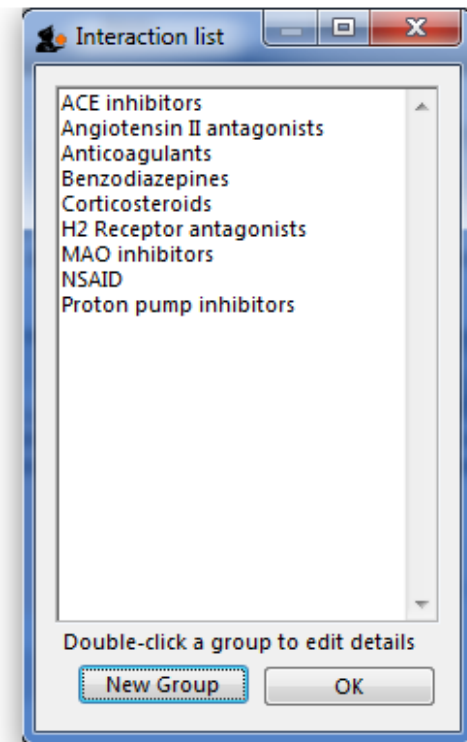 Interaction list
ACE inhibitors
Angiotensin II antagonists
Anticoagulants
Benzodiazepines
Corticosteroids
H2 Receptor antagonists
MAO inhibitors
NSAID
Proton pump inhibitors
Double-click a group to edit details
New Group OK